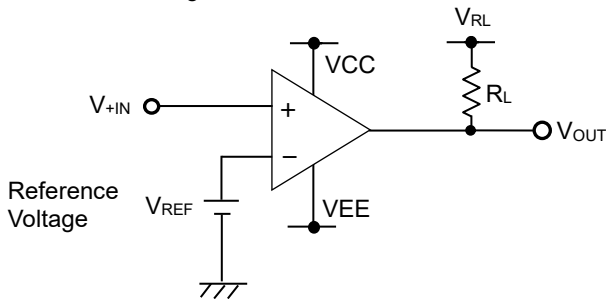 VRL
VCC
RL
V+IN
+
VOUT
−
Reference
Voltage
VREF
VEE